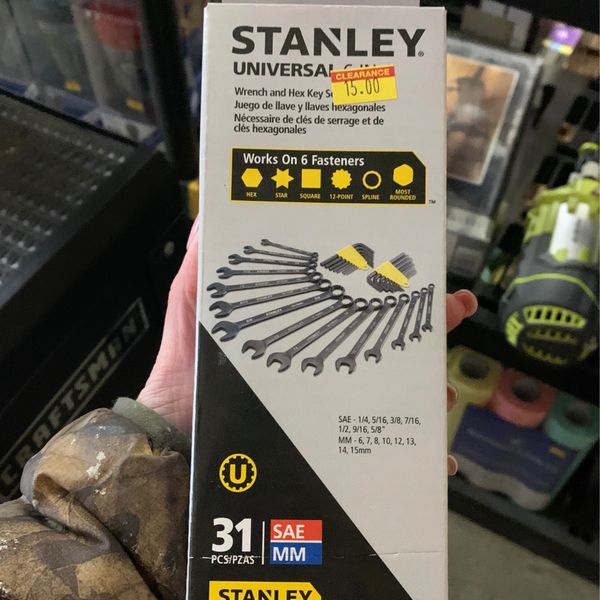 STANLEY®
UNIVERSAL
CLEARANCE
15.00
Wrench and Hex Key
Juego de llave y llaves hexagonales
Nécessaire de clés de serrage et de
clés hexagonales
Works On 6 Fasteners
HEX STAR SQUARE 12-POINT SPLINE MOST ROUNDED
™
SAE - 1/4, 5/16, 3/8, 7/16,
1/2, 9/16, 5/8"
MM - 6, 7, 8, 10, 12, 13,
14, 15mm
U
31 SAE
PCS/PZAS MM
STANLEY
CRAFTSMAN